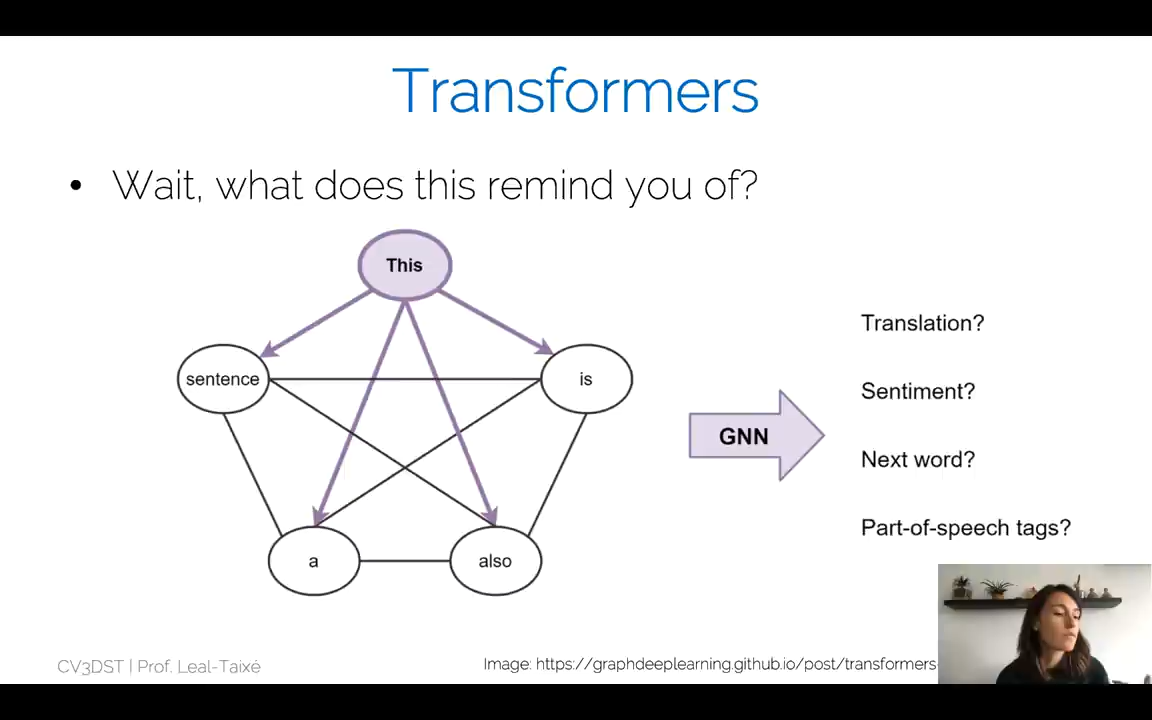 Transformers
• Wait, what does this remind you of?
This
sentence
is
a
also
GNN
Translation?
Sentiment?
Next word?
Part-of-speech tags?
CV3DST | Prof. Leal-Taixé
Image: https://graphdeeplearning.github.io/post/transformers